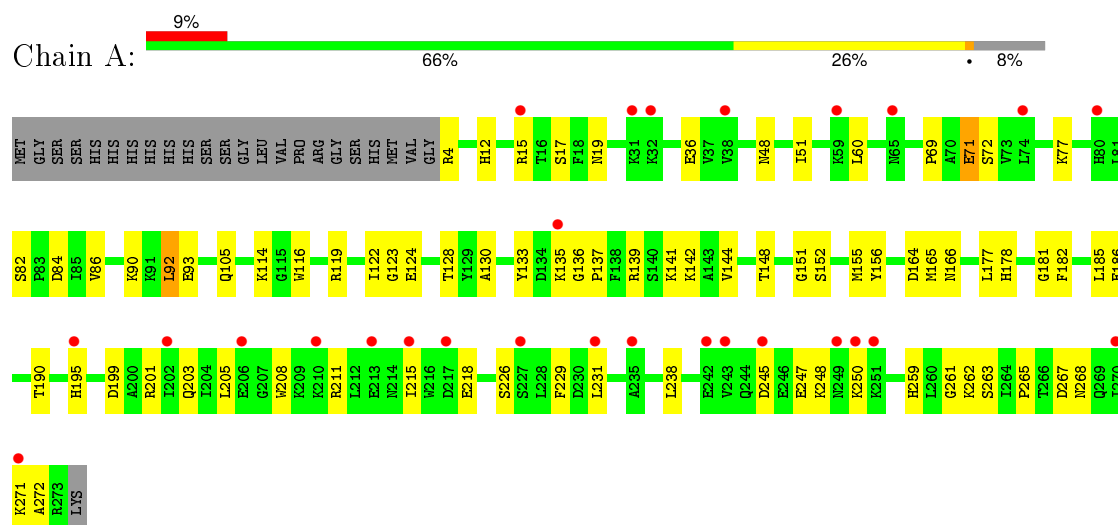 9%
Chain A:
66% 26% • 8%
MET GLY SER SER HIS HIS HIS HIS HIS HIS SER SER GLY LEU VAL PRO ARG GLY SER HIS MET VAL GLY R4 H12 R15 T16 S17 F18 N19 K31 K32 E36 V37 V38 N48 I51 K59 L60 N65 P69 A70 E71 S72 V73 L74 K77 H80 L81
S82 P83 D84 I85 V86 K90 K91 L92 E93 Q105 K114 G115 W116 R119 I122 G123 E124 T128 Y129 A130 Y133 D134 K135 G136 P137 F138 R139 S140 K141 K142 A143 V144 T148 G151 S152 M155 Y156 D164 M165 N166 L177 H178 G181 F182 L185
T190 H195 D199 A200 R201 I202 Q203 I204 L205 E206 G207 W208 K209 K210 R211 L212 E213 N214 I215 W216 D217 E218 S226 S227 L228 F229 D230 L231 A235 L238 E242 V243 Q244 D245 E246 E247 K248 N249 K250 K251 H259 L260 G261 K262 S263 I264 P265 T266 D267 N268 Q269
K271 A272 R273 LYS